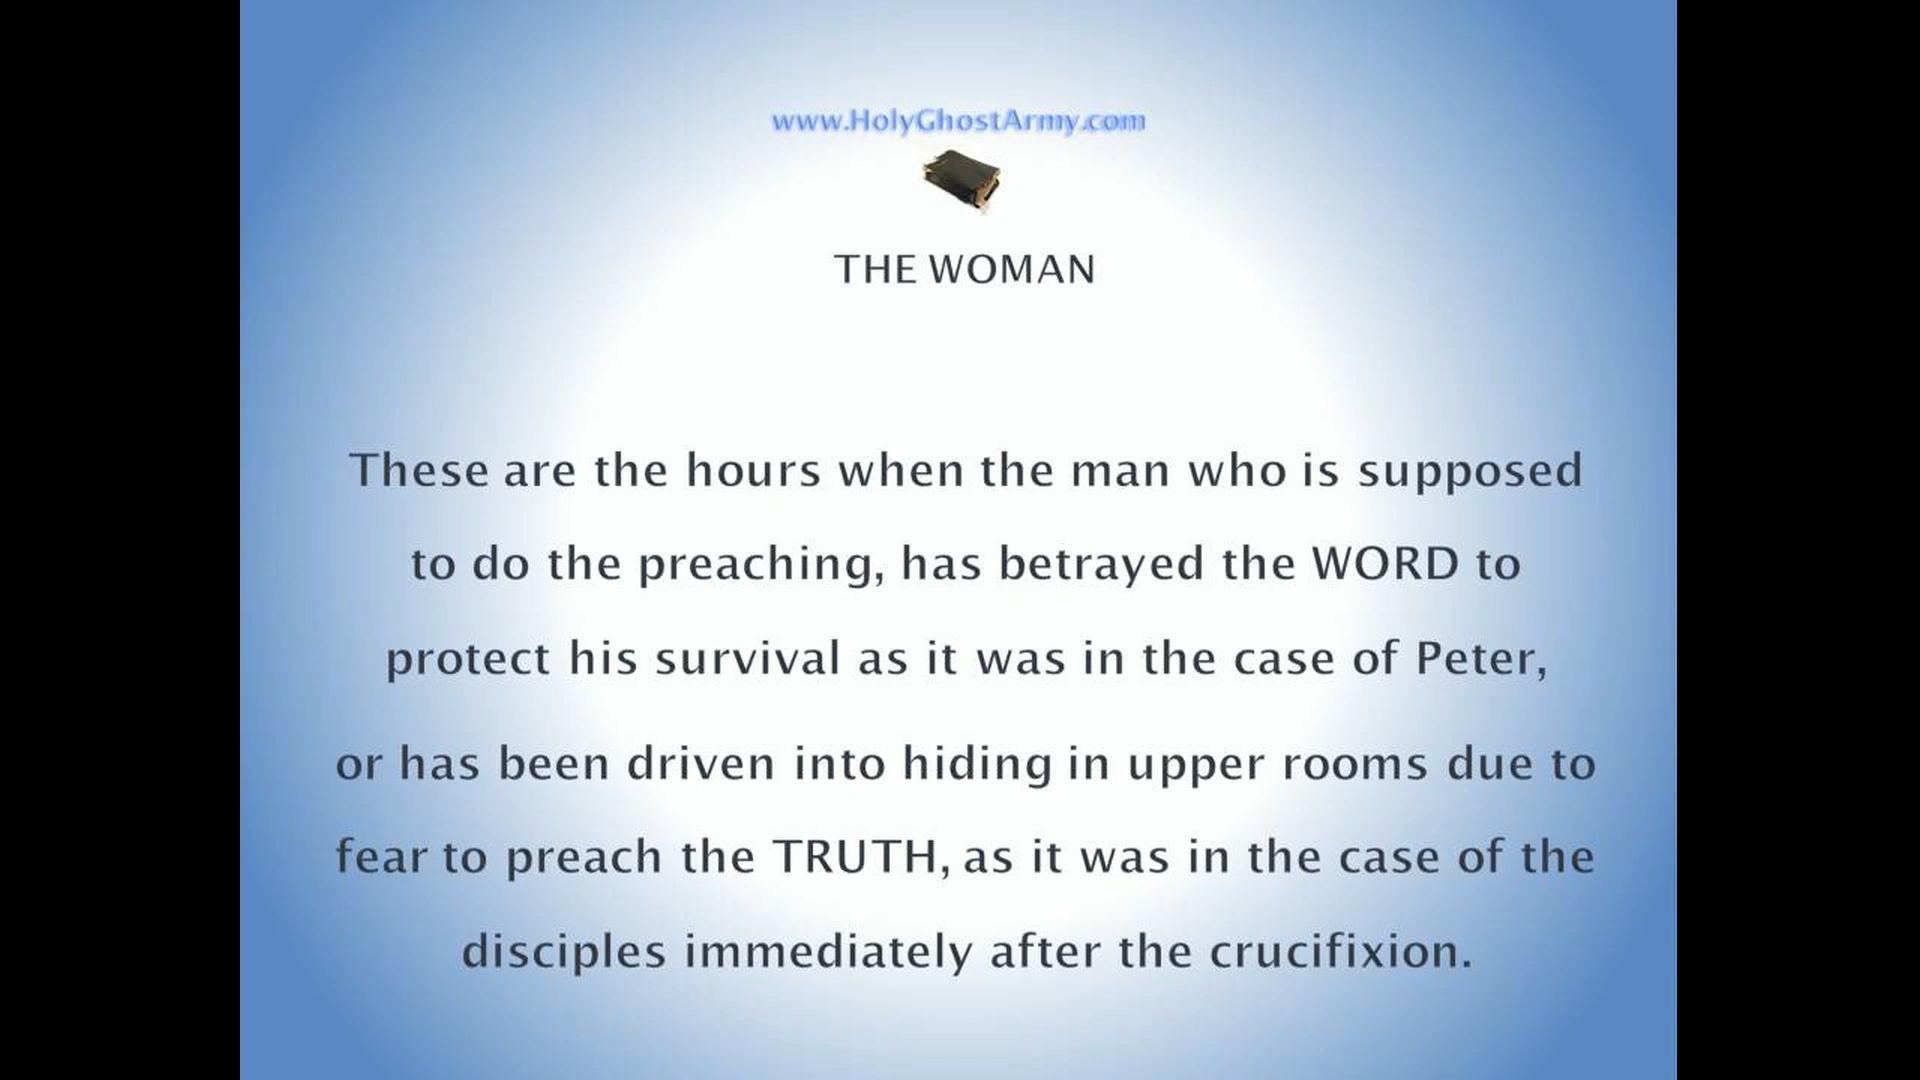 www.HolyGhostArmy.com
THE WOMAN
These are the hours when the man who is supposed
to do the preaching, has betrayed the WORD to
protect his survival as it was in the case of Peter,
or has been driven into hiding in upper rooms due to
fear to preach the TRUTH, as it was in the case of the
disciples immediately after the crucifixion.